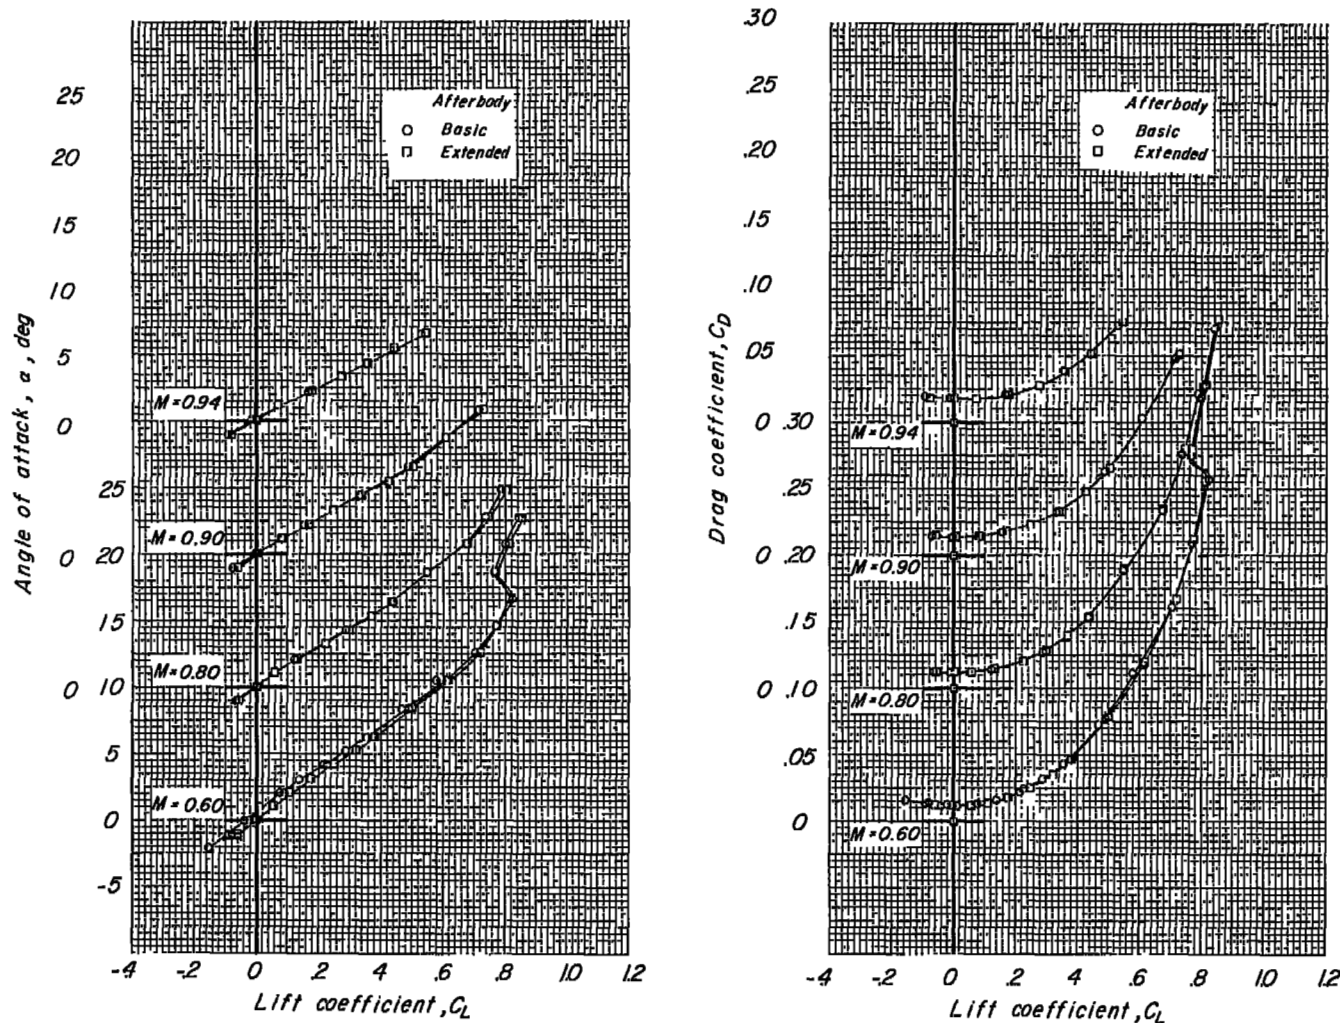 Angle of attack, α, deg
25
20
15
10
5
0
25
0 20
15
0 10
5
0
-5
Afterbody
Basic
Extended
M=0.94
M=0.90
M=0.80
M=0.60
-.4 -.2 0 .2 .4 .6 .8 1.0 1.2
Lift coefficient, C_L
Drag coefficient, C_D
.30
.25
.20
.15
.10
.05
0 .30
.25
0 .20
.15
0 .10
.05
0
Afterbody
Basic
Extended
M=0.94
M=0.90
M=0.80
M=0.60
-.4 -.2 0 .2 .4 .6 .8 1.0 1.2
Lift coefficient, C_L